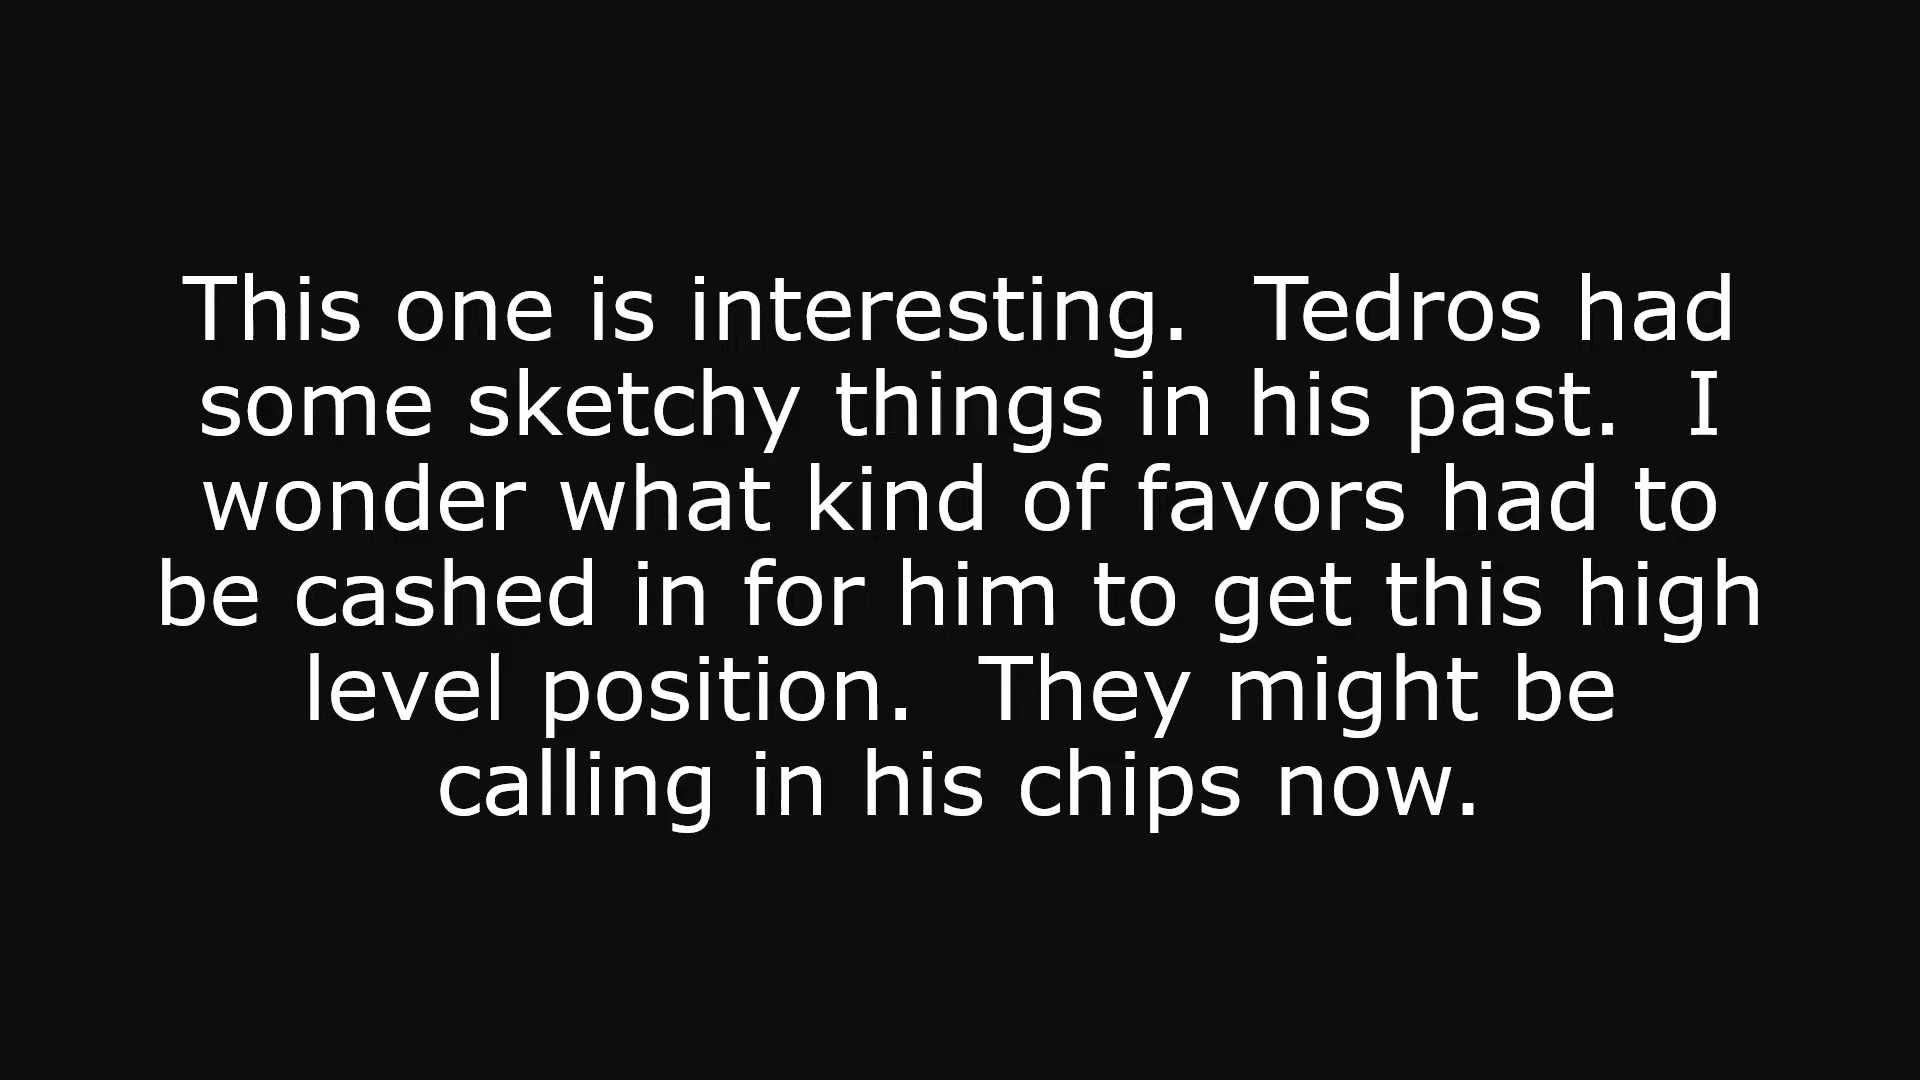 This one is interesting.  Tedros had
some sketchy things in his past.  I
wonder what kind of favors had to
be cashed in for him to get this high
level position.  They might be
calling in his chips now.